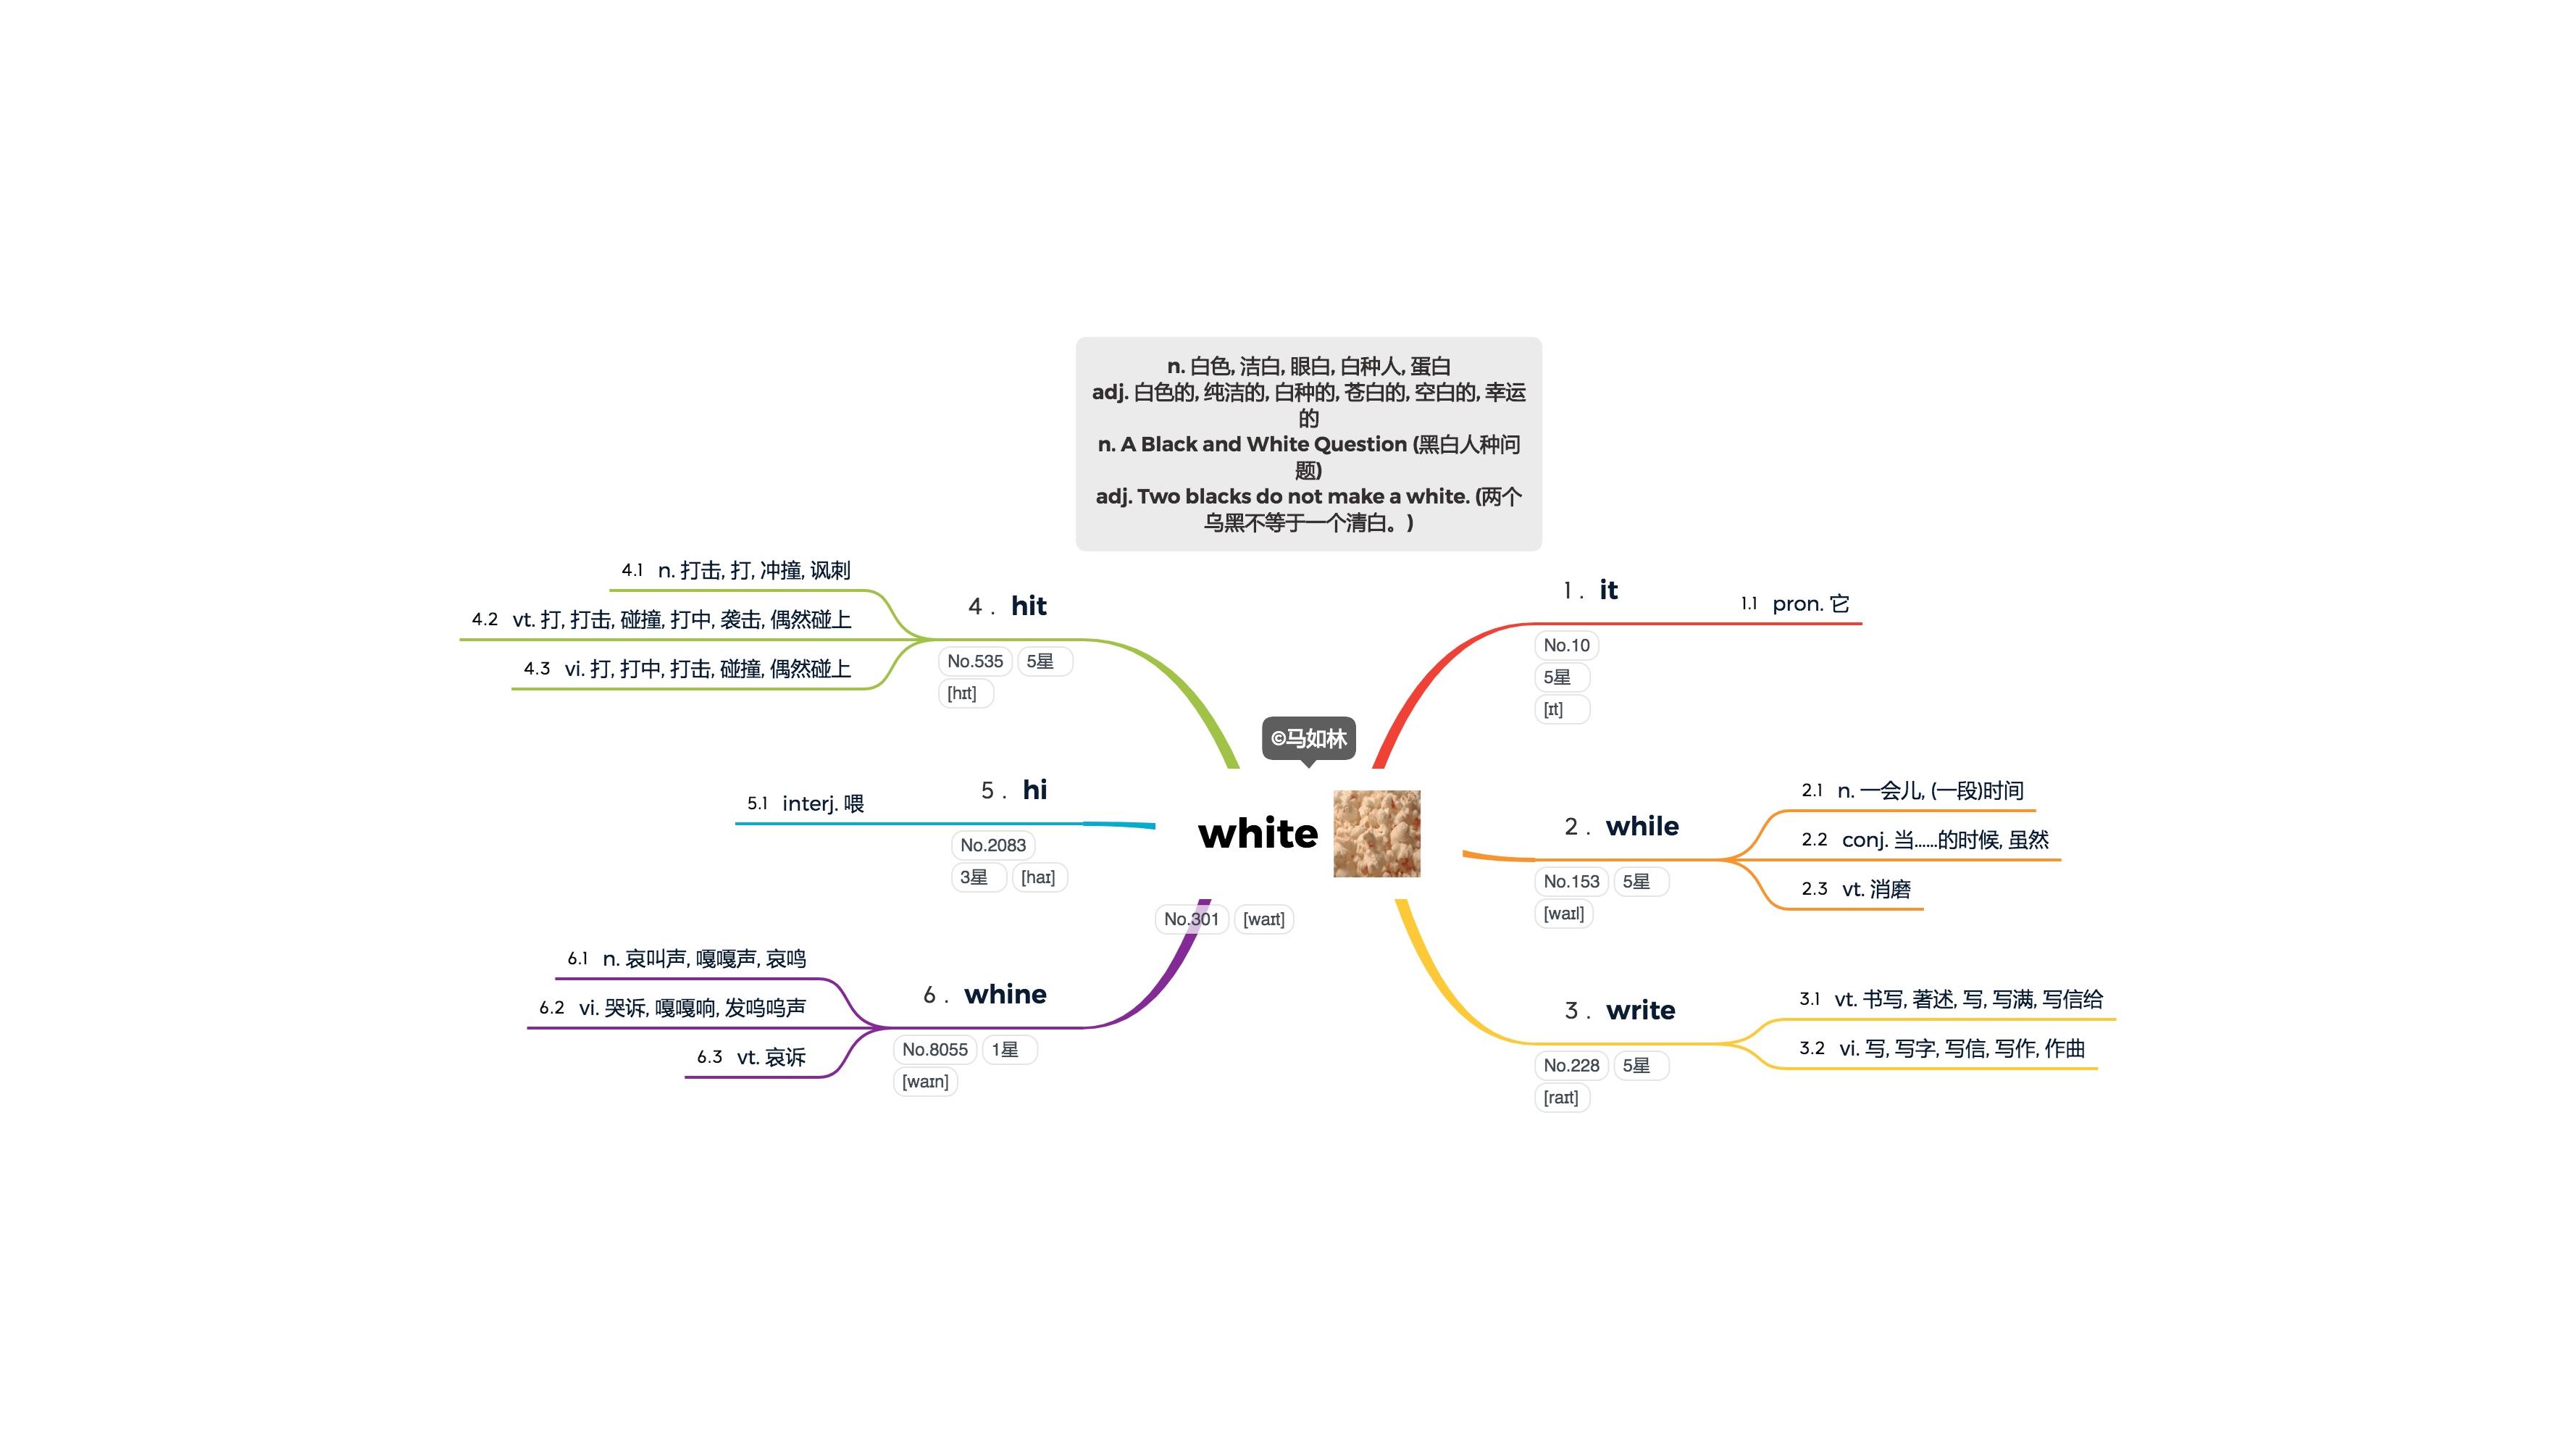 n. 白色, 洁白, 眼白, 白种人, 蛋白
adj. 白色的, 纯洁的, 白种的, 苍白的, 空白的, 幸运
的
n. A Black and White Question (黑白人种问
题)
adj. Two blacks do not make a white. (两个
乌黑不等于一个清白。)
©马如林
white
No.301 [waɪt]
1 . it
No.10
5星
[ɪt]
1.1 pron. 它
2 . while
No.153 5星
[waɪl]
2.1 n. 一会儿, (一段)时间
2.2 conj. 当……的时候, 虽然
2.3 vt. 消磨
3 . write
No.228 5星
[raɪt]
3.1 vt. 书写, 著述, 写, 写满, 写信给
3.2 vi. 写, 写字, 写信, 写作, 作曲
4 . hit
No.535 5星
[hɪt]
4.1 n. 打击, 打, 冲撞, 讽刺
4.2 vt. 打, 打击, 碰撞, 打中, 袭击, 偶然碰上
4.3 vi. 打, 打中, 打击, 碰撞, 偶然碰上
5 . hi
No.2083
3星 [haɪ]
5.1 interj. 喂
6 . whine
No.8055 1星
[waɪn]
6.1 n. 哀叫声, 嘎嘎声, 哀鸣
6.2 vi. 哭诉, 嘎嘎响, 发呜呜声
6.3 vt. 哀诉